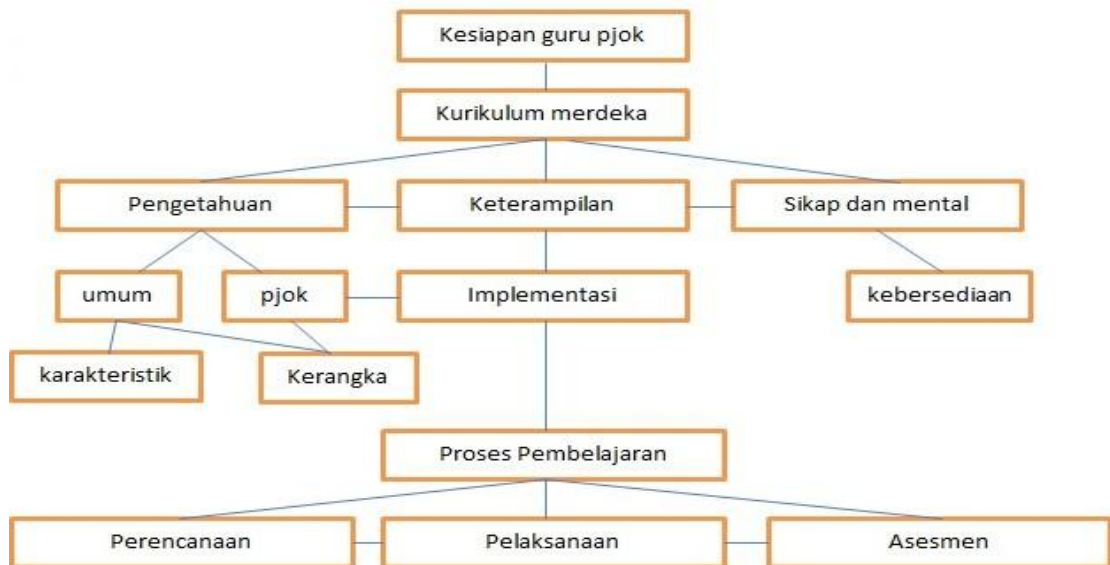 Kesiapan guru pjok
Kurikulum merdeka
Pengetahuan
Keterampilan
Sikap dan mental
umum
pjok
Implementasi
kebersediaan
karakteristik
Kerangka
Proses Pembelajaran
Perencanaan
Pelaksanaan
Asesmen